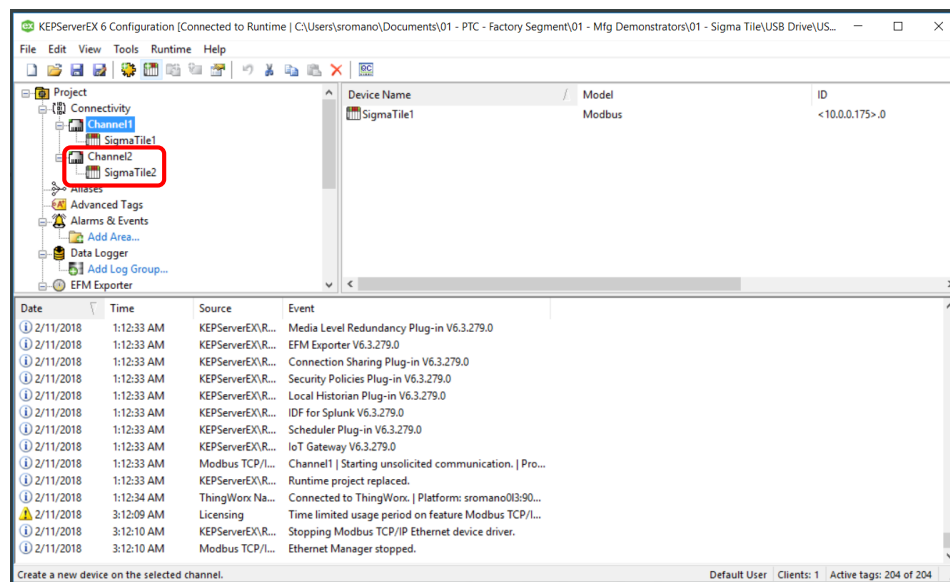 KEPServerEX 6 Configuration [Connected to Runtime | C:\Users\sromano\Documents\01 - PTC - Factory Segment\01 - Mfg Demonstrators\01 - Sigma Tile\USB Drive\US...
File Edit View Tools Runtime Help
Project
Connectivity
Channel1
SigmaTile1
Channel2
SigmaTile2
Aliases
Advanced Tags
Alarms & Events
Add Area...
Data Logger
Add Log Group...
EFM Exporter
Device Name / Model ID
SigmaTile1 Modbus <10.0.0.175>.0
Date Time Source Event
2/11/2018 1:12:33 AM KEPServerEX\R... Media Level Redundancy Plug-in V6.3.279.0
2/11/2018 1:12:33 AM KEPServerEX\R... EFM Exporter V6.3.279.0
2/11/2018 1:12:33 AM KEPServerEX\R... Connection Sharing Plug-in V6.3.279.0
2/11/2018 1:12:33 AM KEPServerEX\R... Security Policies Plug-in V6.3.279.0
2/11/2018 1:12:33 AM KEPServerEX\R... Local Historian Plug-in V6.3.279.0
2/11/2018 1:12:33 AM KEPServerEX\R... IDF for Splunk V6.3.279.0
2/11/2018 1:12:33 AM KEPServerEX\R... Scheduler Plug-in V6.3.279.0
2/11/2018 1:12:33 AM KEPServerEX\R... IoT Gateway V6.3.279.0
2/11/2018 1:12:33 AM Modbus TCP/I... Channel1 | Starting unsolicited communication. | Pro...
2/11/2018 1:12:33 AM KEPServerEX\R... Runtime project replaced.
2/11/2018 1:12:34 AM ThingWorx Na... Connected to ThingWorx. | Platform: sromano0l3:90...
2/11/2018 3:12:09 AM Licensing Time limited usage period on feature Modbus TCP/I...
2/11/2018 3:12:10 AM KEPServerEX\R... Stopping Modbus TCP/IP Ethernet device driver.
2/11/2018 3:12:10 AM Modbus TCP/I... Ethernet Manager stopped.
Create a new device on the selected channel. Default User Clients: 1 Active tags: 204 of 204